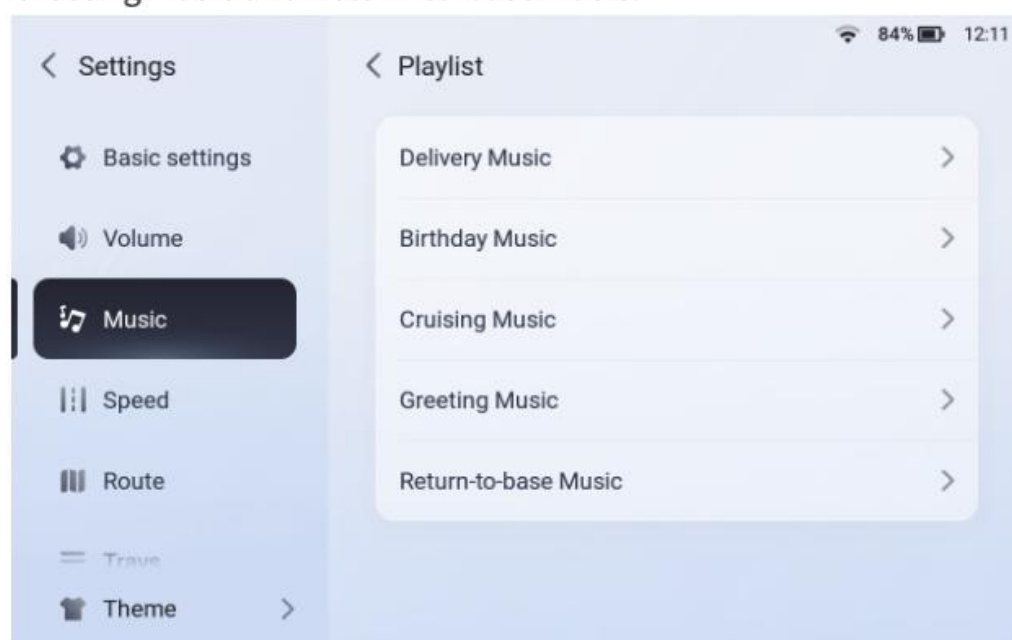 84% 12:11
Settings
Playlist
Basic settings
Delivery Music
Volume
Birthday Music
Music
Cruising Music
Speed
Greeting Music
Route
Return-to-base Music
Theme